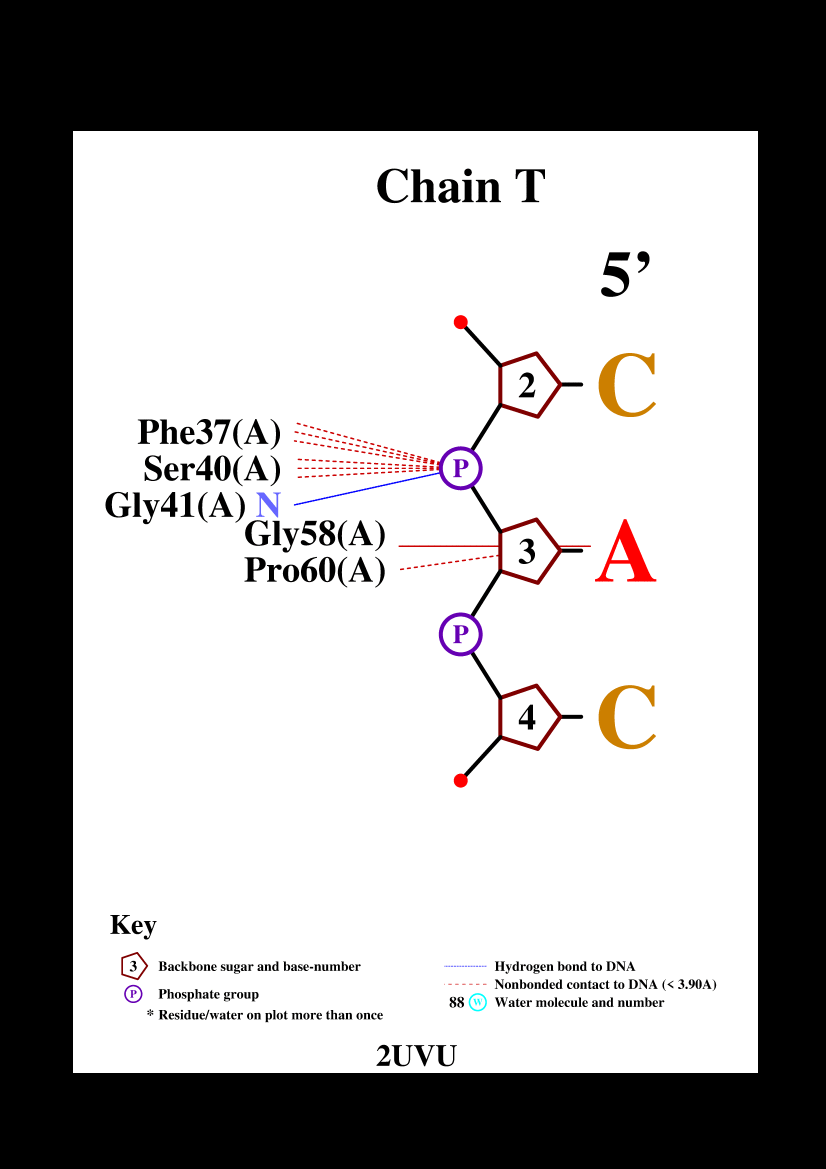 Chain T
5’
2 C
Phe37(A)
Ser40(A) P
Gly41(A) N
Gly58(A)
3 A
Pro60(A)
P
4 C
Key
3 Backbone sugar and base-number
P Phosphate group
* Residue/water on plot more than once
Hydrogen bond to DNA
Nonbonded contact to DNA (< 3.90A)
88 W Water molecule and number
2UVU